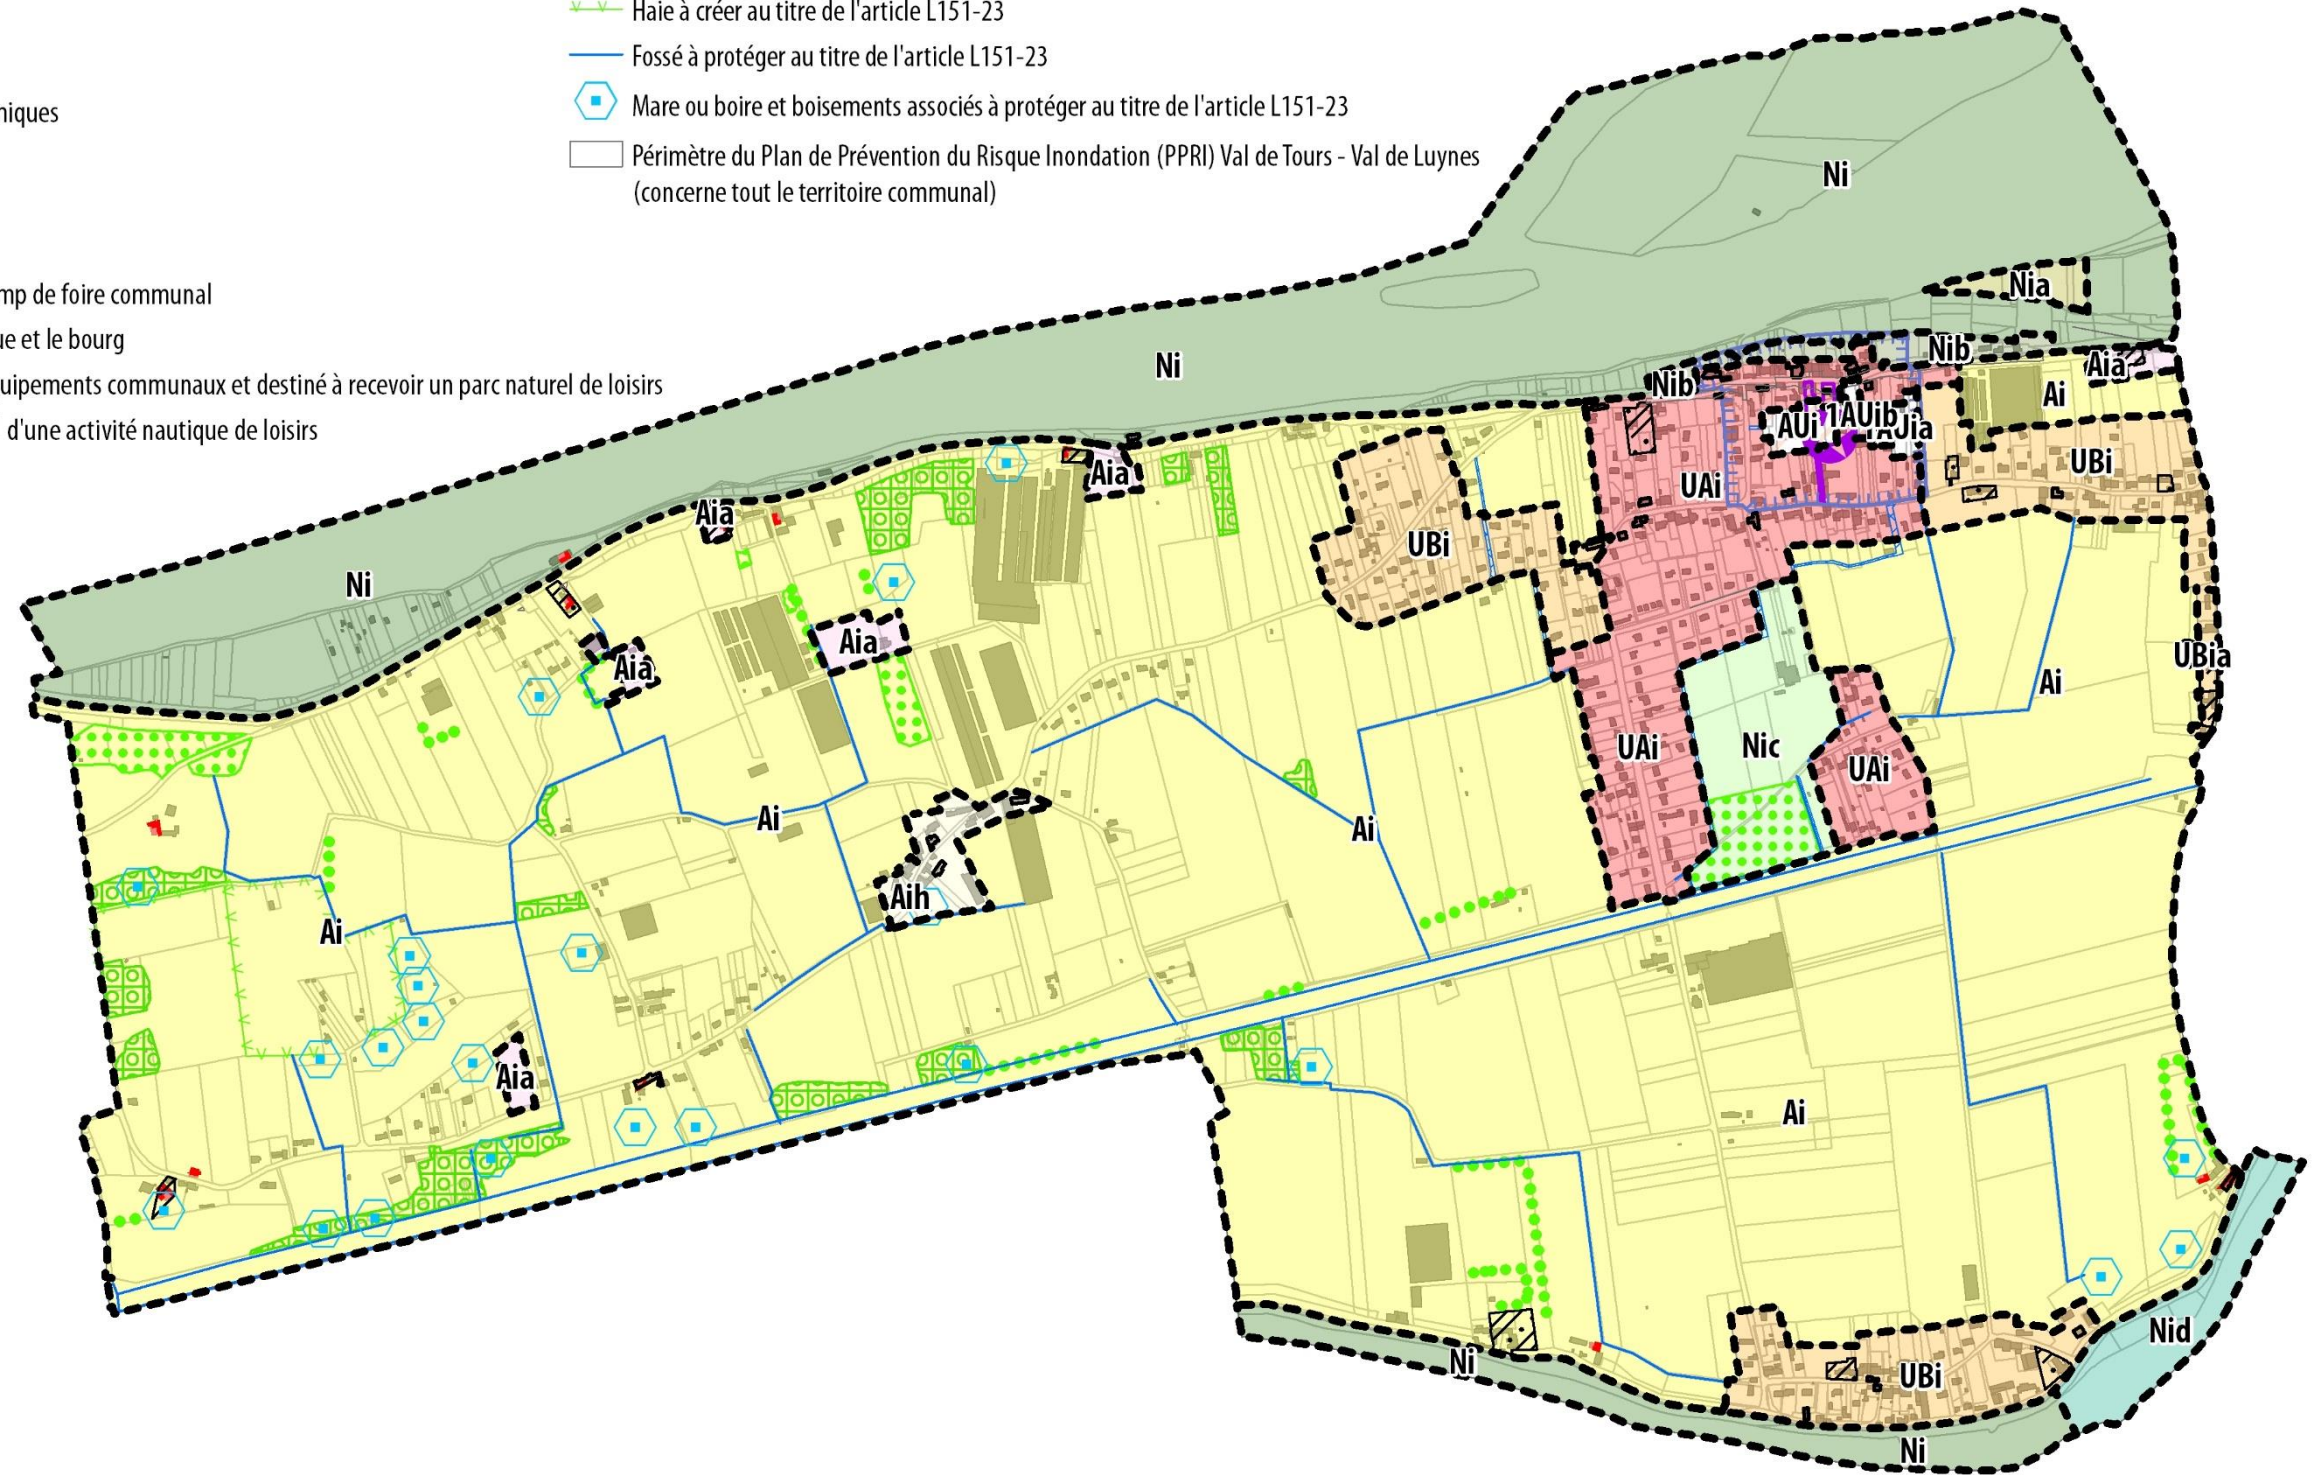 Haie à créer au titre de l'article L151-23
Fossé à protéger au titre de l'article L151-23
niques
Mare ou boire et boisements associés à protéger au titre de l'article L151-23
Périmètre du Plan de Prévention du Risque Inondation (PPRI) Val de Tours - Val de Luynes
(concerne tout le territoire communal)
mp de foire communal
ue et le bourg
uipements communaux et destiné à recevoir un parc naturel de loisirs
d'une activité nautique de loisirs
Ni
Nia
Nib
Ni
Aia
Nib
Ai
AUi
1AUib
UBi
Aia
UAi
Aia
UBi
Ni
Aia
UBia
Aia
Ai
Nic
UAi
UAi
Ai
Ai
Aih
Ai
Aia
Ai
Nid
Ni
UBi
Ni